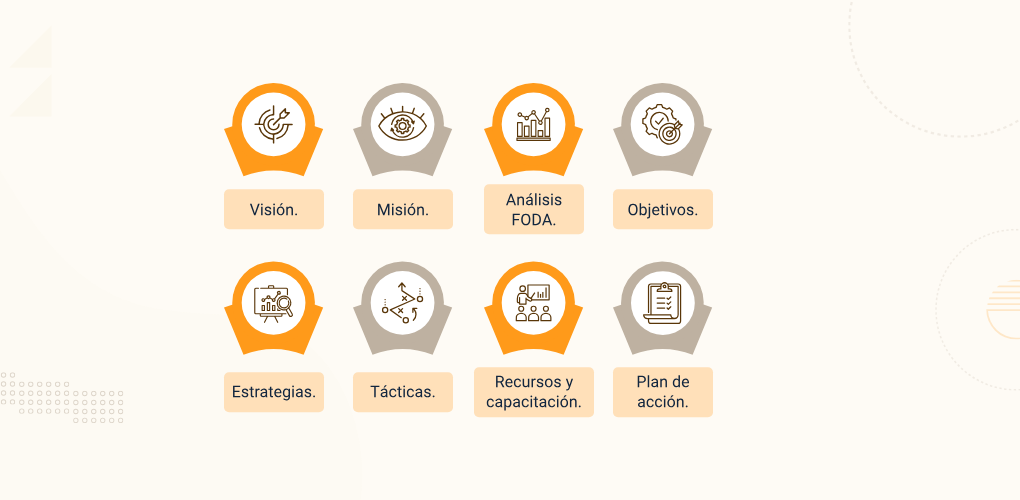 Visión.
Misión.
Análisis
FODA.
Objetivos.
Estrategias.
Tácticas.
Recursos y
capacitación.
Plan de
acción.